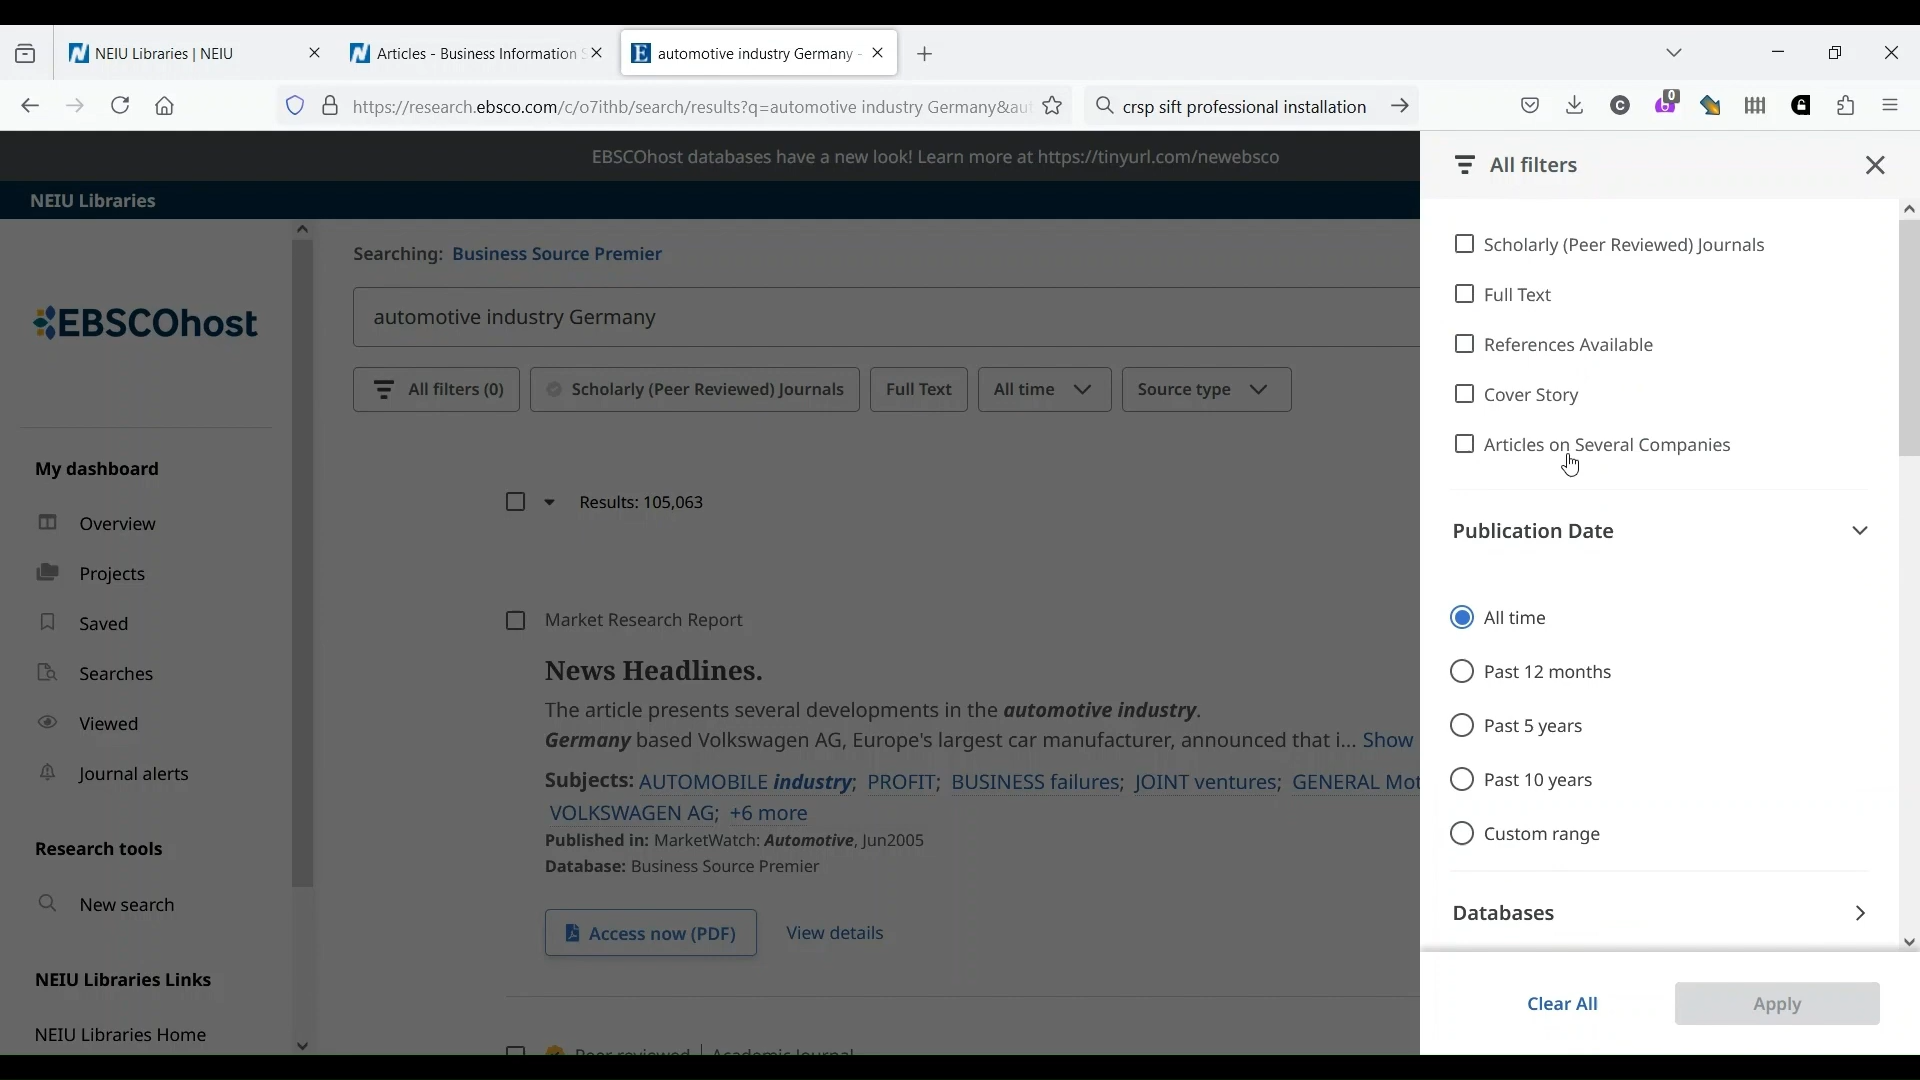 NEIU Libraries | NEIU
Articles - Business Information S
automotive industry Germany -
https://research.ebsco.com/c/o7ithb/search/results?q=automotive industry Germany&aut
crsp sift professional installation
0
EBSCOhost databases have a new look! Learn more at https://tinyurl.com/newebsco
NEIU Libraries
EBSCOhost
My dashboard
Overview
Projects
Saved
Searches
Viewed
Journal alerts
Research tools
New search
NEIU Libraries Links
NEIU Libraries Home
Searching: Business Source Premier
automotive industry Germany
All filters (0)
Scholarly (Peer Reviewed) Journals
Full Text
All time
Source type
Results: 105,063
Market Research Report
News Headlines.
The article presents several developments in the automotive industry.
Germany based Volkswagen AG, Europe's largest car manufacturer, announced that i... Show
Subjects: AUTOMOBILE industry; PROFIT; BUSINESS failures; JOINT ventures; GENERAL Mot
VOLKSWAGEN AG; +6 more
Published in: MarketWatch: Automotive, Jun2005
Database: Business Source Premier
Access now (PDF)
View details
Peer reviewed | Academic Journal
All filters
Scholarly (Peer Reviewed) Journals
Full Text
References Available
Cover Story
Articles on Several Companies
Publication Date
All time
Past 12 months
Past 5 years
Past 10 years
Custom range
Databases
Clear All
Apply